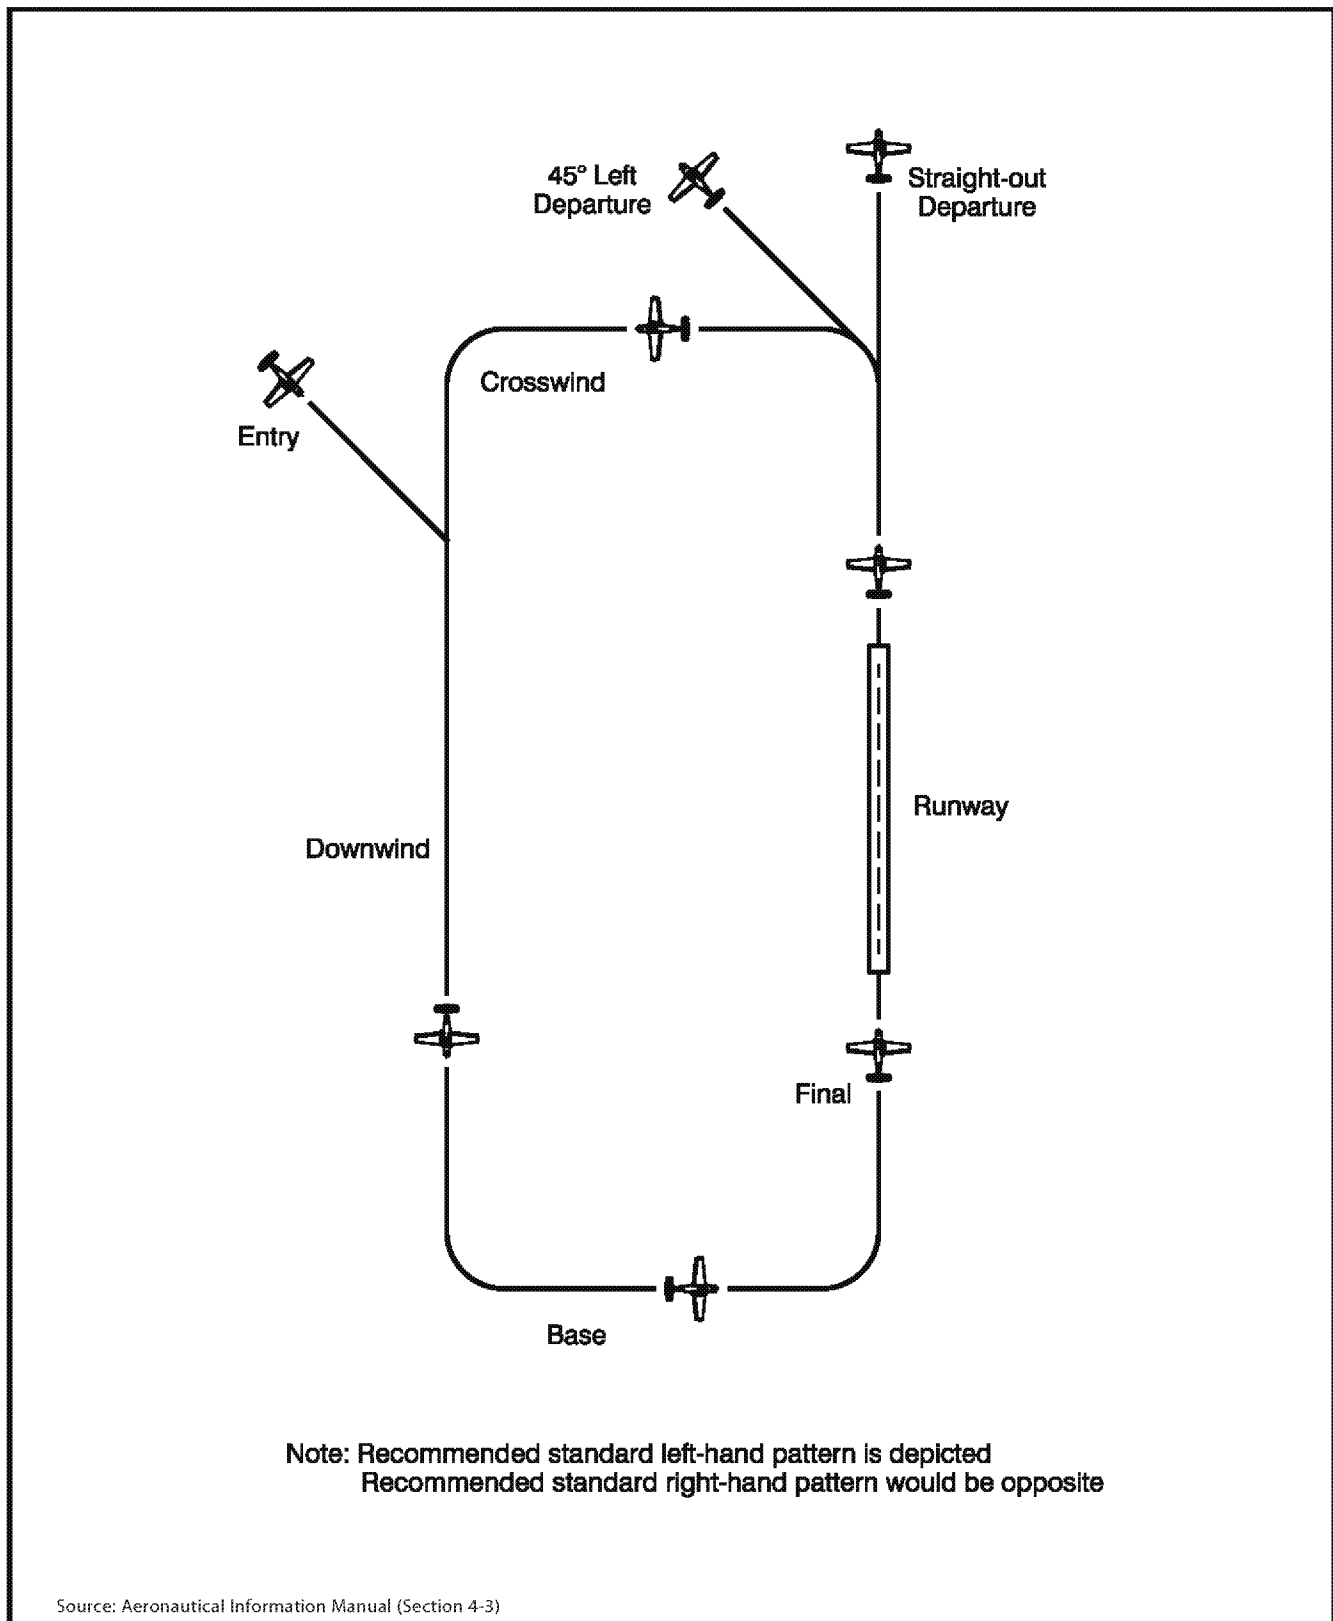 45° Left
Departure
Straight-out
Departure
Crosswind
Entry
Runway
Downwind
Final
Base
Note: Recommended standard left-hand pattern is depicted
Recommended standard right-hand pattern would be opposite
Source: Aeronautical Information Manual (Section 4-3)